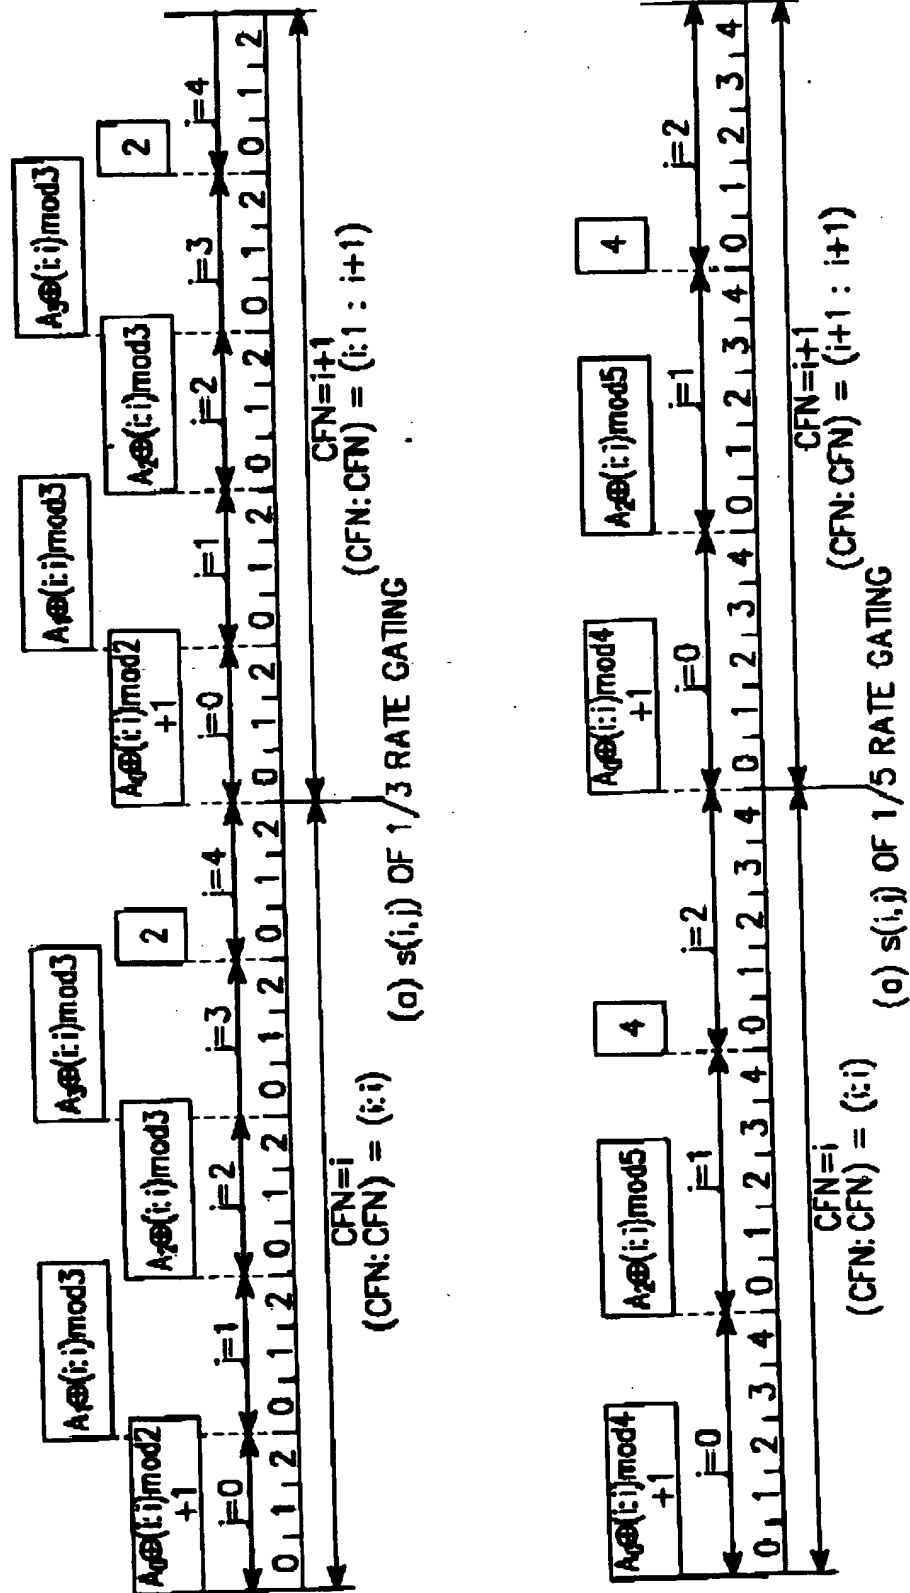 A₁⊕(i:i)mod3 A₃⊕(i:i)mod3 A₁⊕(i:i)mod3 A₃⊕(i:i)mod3
A₀⊕(i:i)mod2 A₂⊕(i:i)mod3 2 A₀⊕(i:i)mod2 A₂⊕(i:i)mod3 2
+1 +1
j=0 j=1 j=2 j=3 j=4 j=0 j=1 j=2 j=3 j=4
0 1 2 0 1 2 0 1 2 0 1 2 0 1 2 0 1 2 0 1 2 0 1 2 0 1 2 0 1 2
CFN=i CFN=i+1
(CFN:CFN) = (i:i) (CFN:CFN) = (i:1 : i+1)
(a) s(i,j) OF 1/3 RATE GATING
A₀⊕(i:i)mod4 A₂⊕(i:i)mod5 4 A₀⊕(i:i)mod4 A₂⊕(i:i)mod5 4
+1 +1
j=0 j=1 j=2 j=0 j=1 j=2
0 1 2 3 4 0 1 2 3 4 0 1 2 3 4 0 1 2 3 4 0 1 2 3 4 0 1 2 3 4
CFN=i CFN=i+1
(CFN:CFN) = (i:i) (CFN:CFN) = (i+1 : i+1)
(a) s(i,j) OF 1/5 RATE GATING